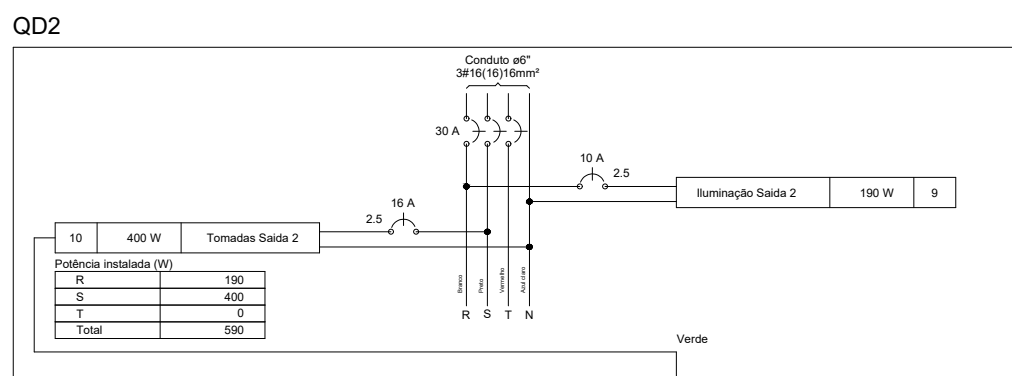 QD2
Conduto ø6"
3#16(16)16mm²
30 A
10 A
2.5
Iluminação Saida 2 190 W 9
16 A
2.5
10 400 W Tomadas Saida 2
Potência instalada (W)
R 190
S 400
T 0
Total 590
Branco
Preto
Vermelho
Azul claro
R S T N
Verde